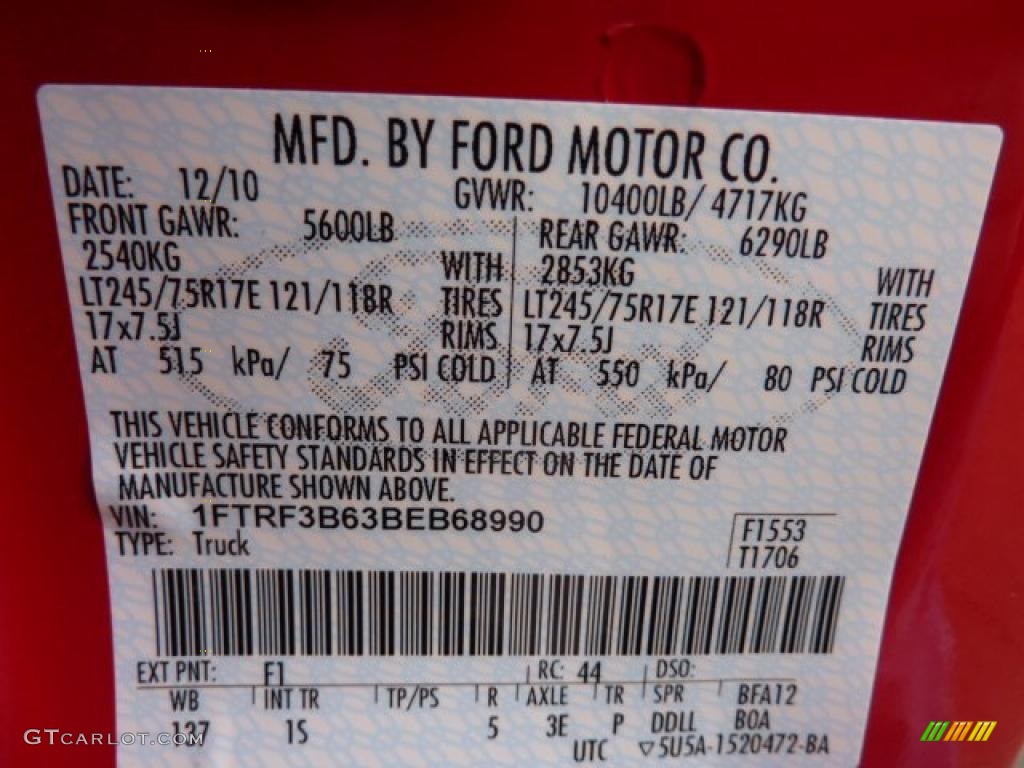 MFD. BY FORD MOTOR CO.
DATE: 12/10 GVWR: 10400LB/ 4717KG
FRONT GAWR: 5600LB REAR GAWR: 6290LB
2540KG WITH 2853KG WITH
LT245/75R17E 121/118R TIRES LT245/75R17E 121/118R TIRES
17x7.5J RIMS 17x7.5J RIMS
AT 515 kPa/ 75 PSI COLD AT 550 kPa/ 80 PSI COLD
THIS VEHICLE CONFORMS TO ALL APPLICABLE FEDERAL MOTOR
VEHICLE SAFETY STANDARDS IN EFFECT ON THE DATE OF
MANUFACTURE SHOWN ABOVE.
VIN: 1FTRF3B63BEB68990 F1553
TYPE: Truck T1706
EXT PNT: F1 RC: 44 DSO:
WB INT TR TP/PS R AXLE TR SPR BFA12
137 1S 5 3E P DDLL BOA
UTC ▽5U5A-1520472-BA
GTCARLOT.COM